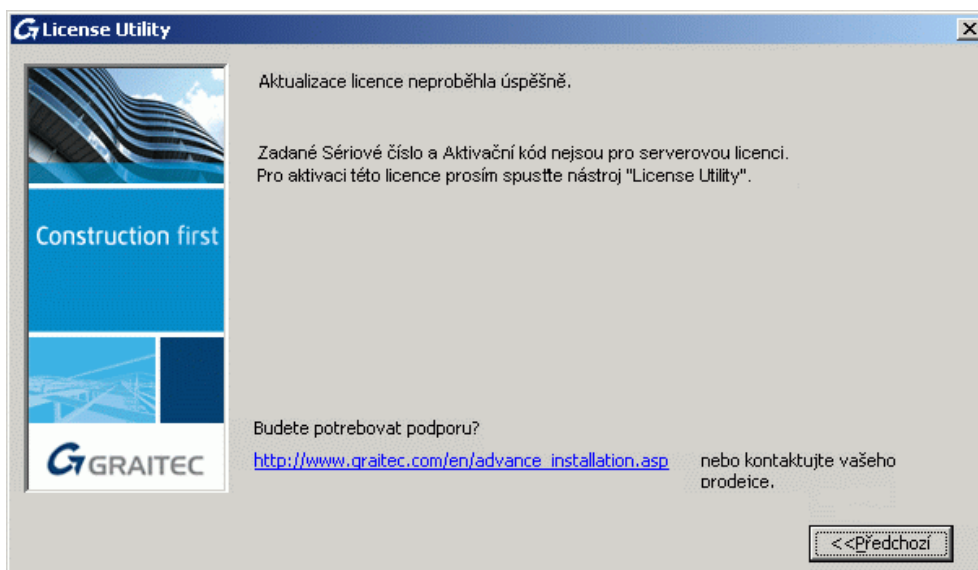 License Utility
Aktualizace licence neproběhla úspěšně.
Zadané Sériové číslo a Aktivační kód nejsou pro serverovou licenci.
Pro aktivaci této licence prosím spusťte nástroj "License Utility".
Construction first
GRAITEC
Budete potrebovat podporu?
http://www.graitec.com/en/advance_installation.asp
nebo kontaktujte vašeho
prodejce.
<<Předchozí